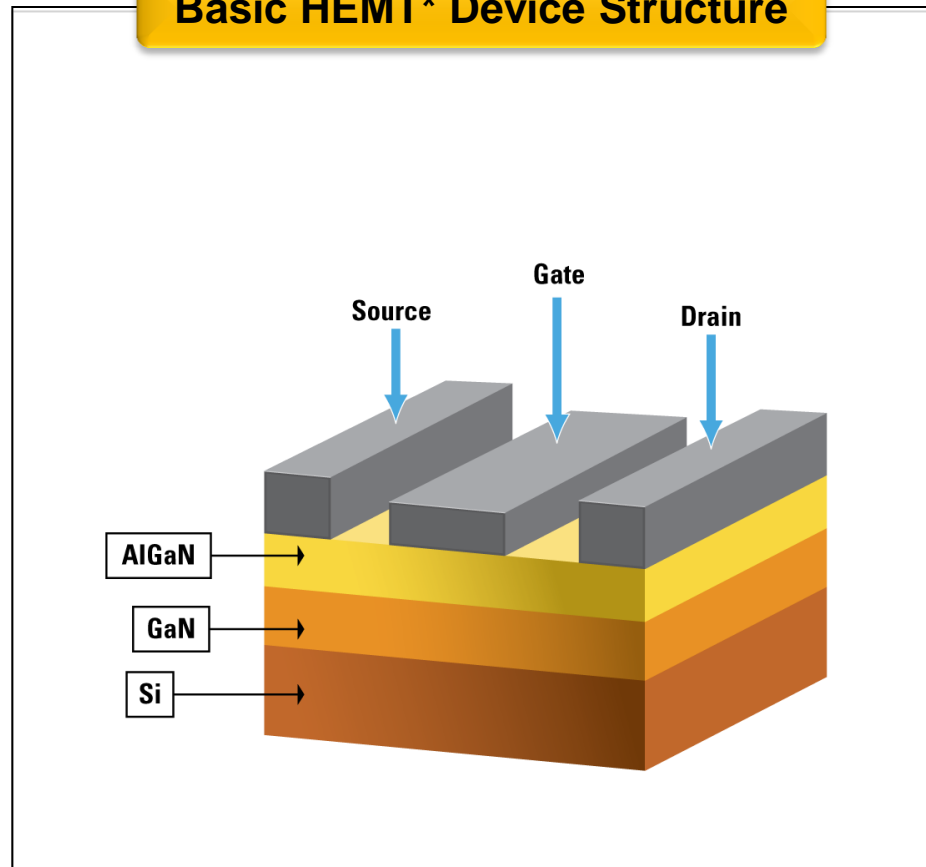 Basic HEMT* Device Structure
Gate
Source
Drain
AlGaN
GaN
Si